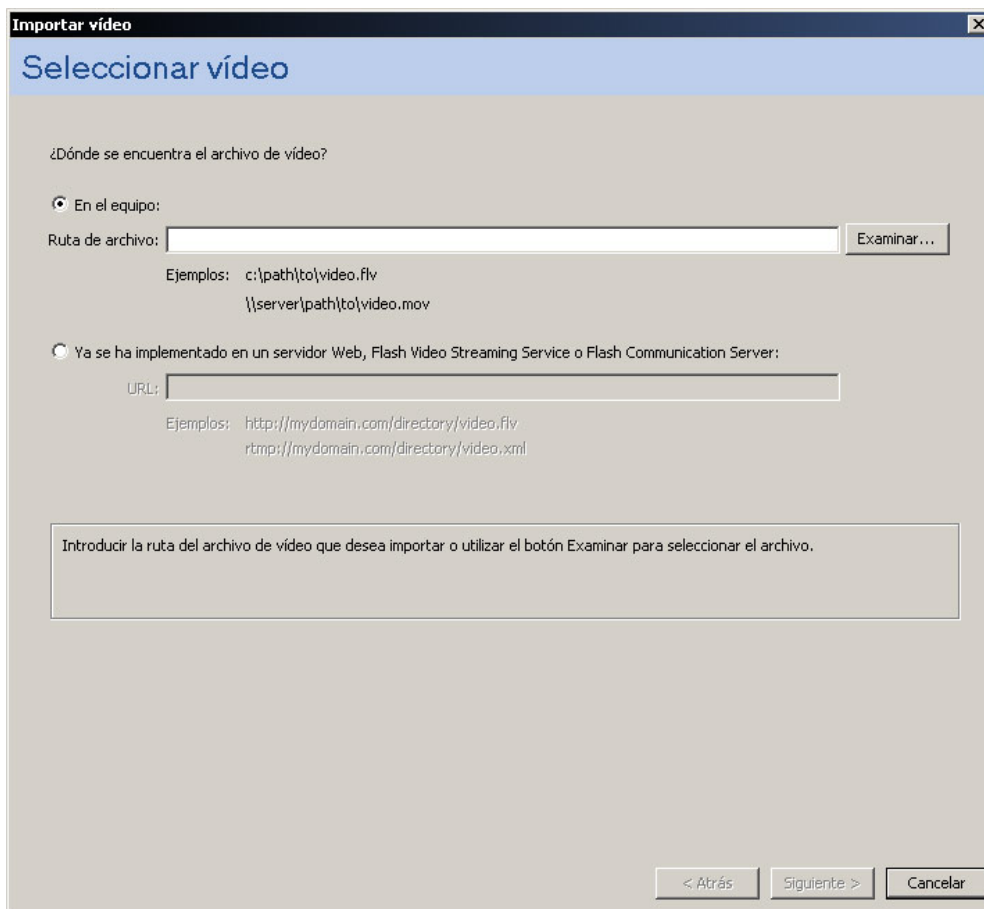 Importar vídeo
Seleccionar vídeo
¿Dónde se encuentra el archivo de vídeo?
En el equipo:
Ruta de archivo:
Examinar...
Ejemplos: c:\path\to\video.flv
\\server\path\to\video.mov
Ya se ha implementado en un servidor Web, Flash Video Streaming Service o Flash Communication Server:
URL:
Ejemplos: http://mydomain.com/directory/video.flv
rtmp://mydomain.com/directory/video.xml
Introducir la ruta del archivo de vídeo que desea importar o utilizar el botón Examinar para seleccionar el archivo.
< Atrás Siguiente > Cancelar